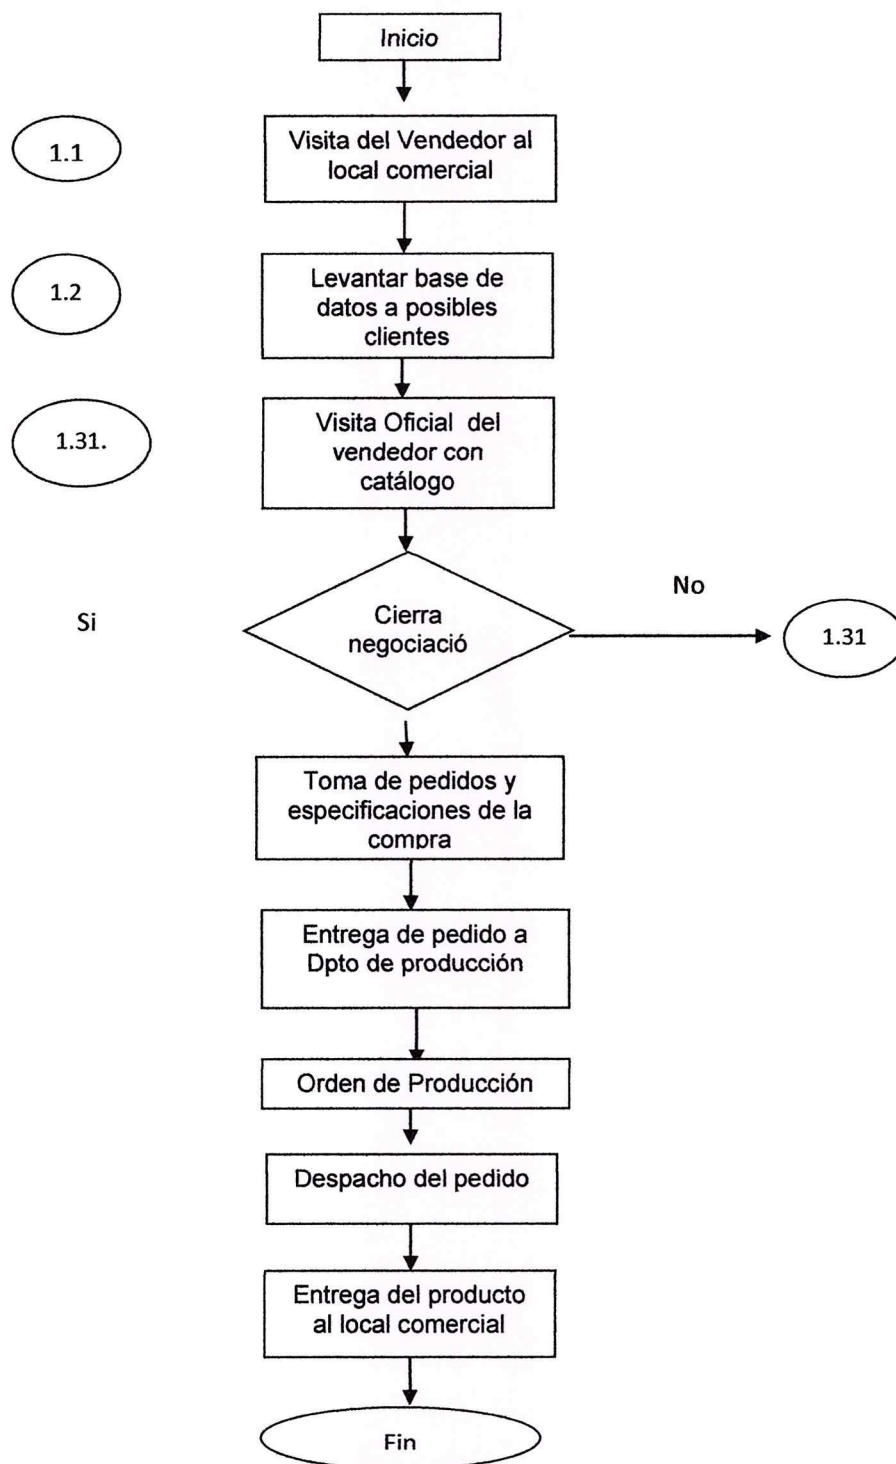 Inicio
1.1
Visita del Vendedor al
local comercial
1.2
Levantar base de
datos a posibles
clientes
1.31.
Visita Oficial del
vendedor con
catálogo
Si
Cierra
negociació
No
1.31
Toma de pedidos y
especificaciones de la
compra
Entrega de pedido a
Dpto de producción
Orden de Producción
Despacho del pedido
Entrega del producto
al local comercial
Fin